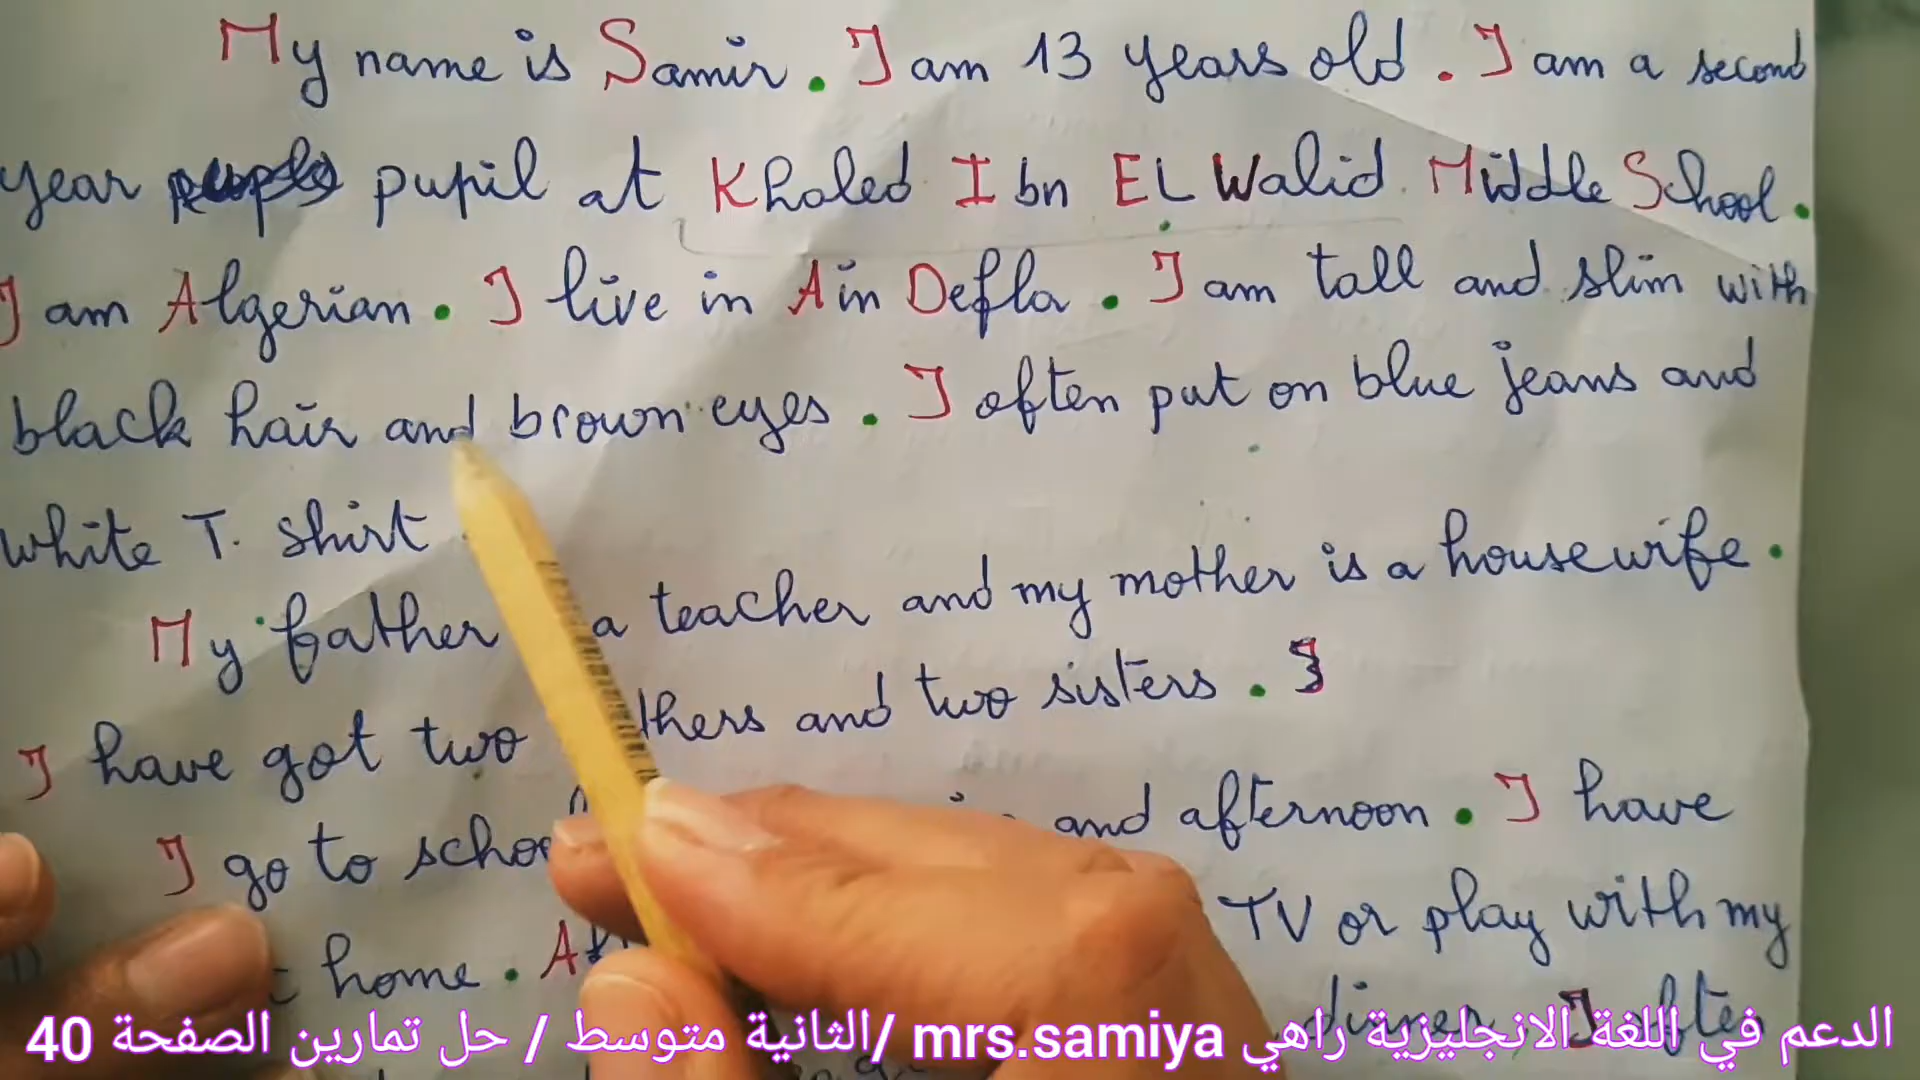 My name is Samir. I am 13 years old. I am a second
year pupil at Khaled Ibn EL Walid Middle School.
I am Algerian. I live in Ain Defla. I am tall and slim with
black hair and brown eyes. I often put on blue jeans and
white T. shirt
My father a teacher and my mother is a housewife.
I have got two thers and two sisters.
I go to schoo and afternoon. I have
home. TV or play with my
dinner I ofte
الدعم في اللغة الانجليزية راهي mrs.samiya /الثانية متوسط / حل تمارين الصفحة 40